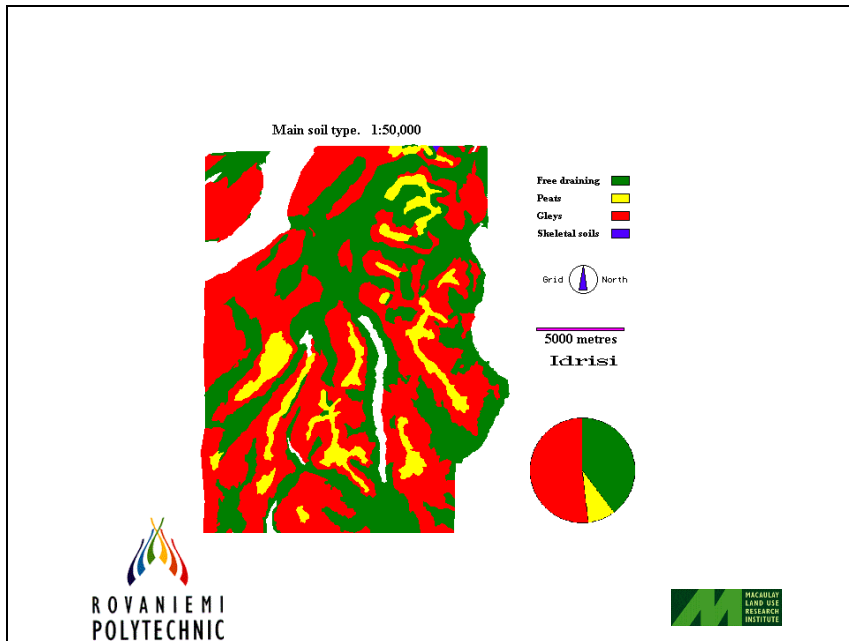 Main soil type. 1:50,000
Free draining
Peats
Gleys
Skeletal soils
Grid North
5000 metres
Idrisi
ROVANIEMI
POLYTECHNIC
MACAULAY
LAND USE
RESEARCH
INSTITUTE